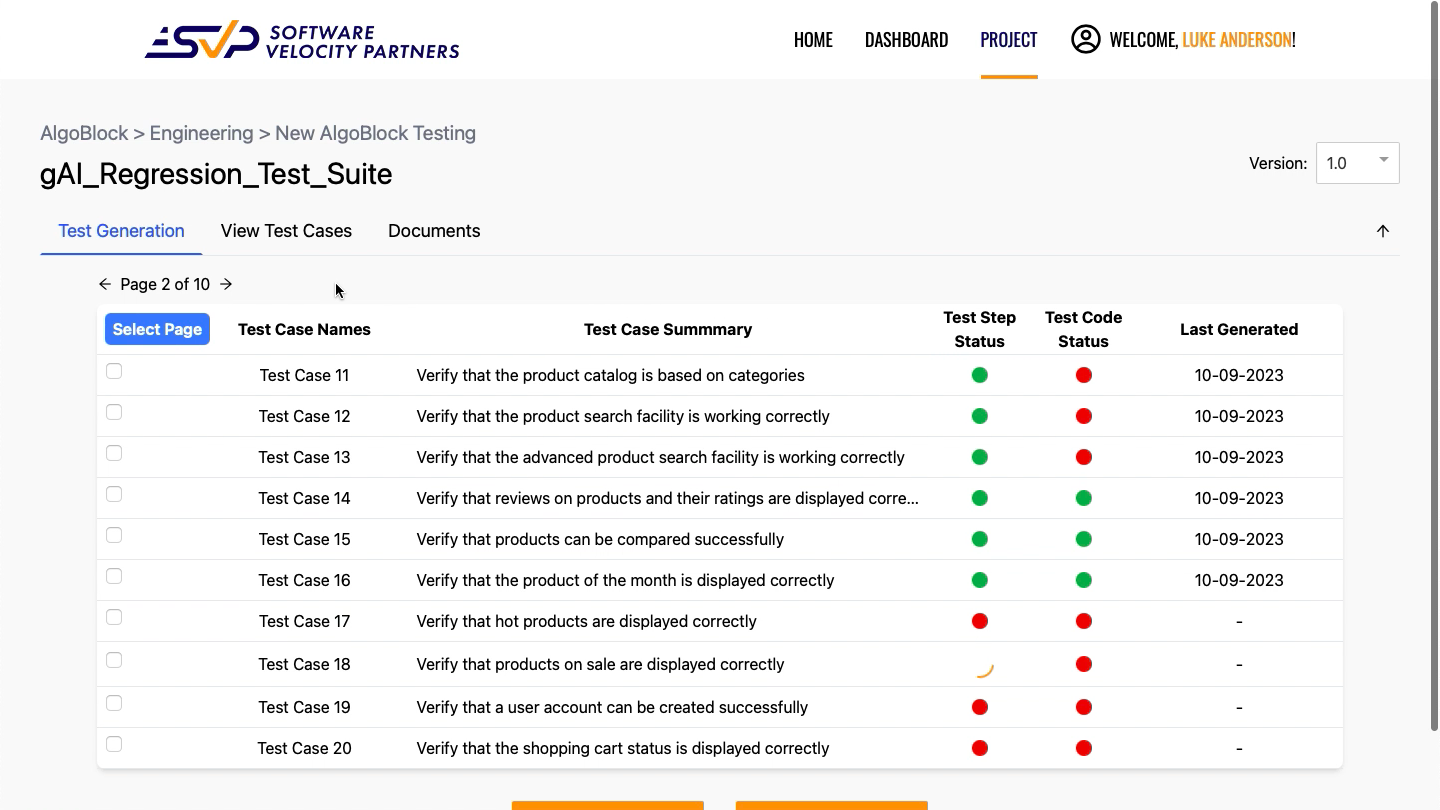 SVP SOFTWARE
VELOCITY PARTNERS
HOME DASHBOARD PROJECT WELCOME, LUKE ANDERSON!
AlgoBlock > Engineering > New AlgoBlock Testing
gAI_Regression_Test_Suite
Version: 1.0
Test Generation View Test Cases Documents
← Page 2 of 10 →
Select Page Test Case Names Test Case Summmary Test Step Status Test Code Status Last Generated
Test Case 11 Verify that the product catalog is based on categories 10-09-2023
Test Case 12 Verify that the product search facility is working correctly 10-09-2023
Test Case 13 Verify that the advanced product search facility is working correctly 10-09-2023
Test Case 14 Verify that reviews on products and their ratings are displayed corre... 10-09-2023
Test Case 15 Verify that products can be compared successfully 10-09-2023
Test Case 16 Verify that the product of the month is displayed correctly 10-09-2023
Test Case 17 Verify that hot products are displayed correctly -
Test Case 18 Verify that products on sale are displayed correctly -
Test Case 19 Verify that a user account can be created successfully -
Test Case 20 Verify that the shopping cart status is displayed correctly -